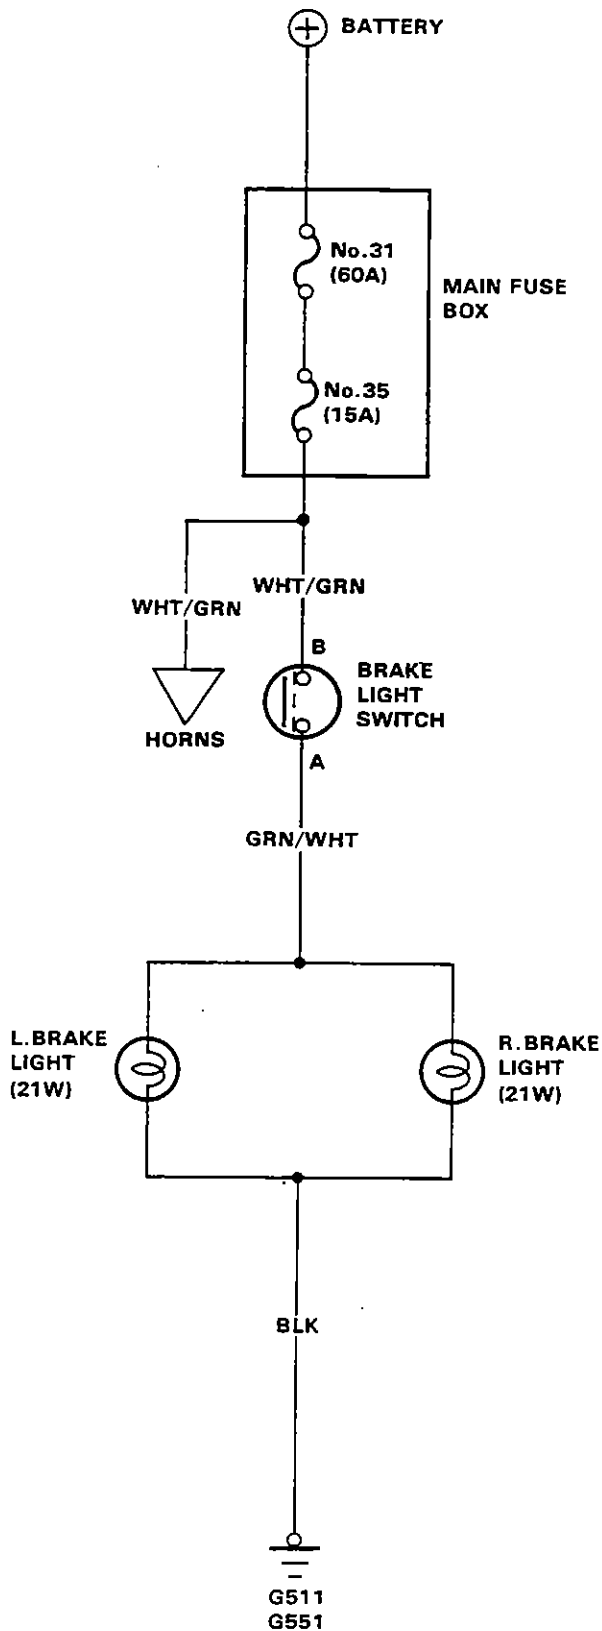 BATTERY
No.31
(60A)
MAIN FUSE
BOX
No.35
(15A)
WHT/GRN
WHT/GRN
B
BRAKE
LIGHT
SWITCH
HORNS
A
GRN/WHT
L.BRAKE
LIGHT
(21W)
R.BRAKE
LIGHT
(21W)
BLK
G511
G551